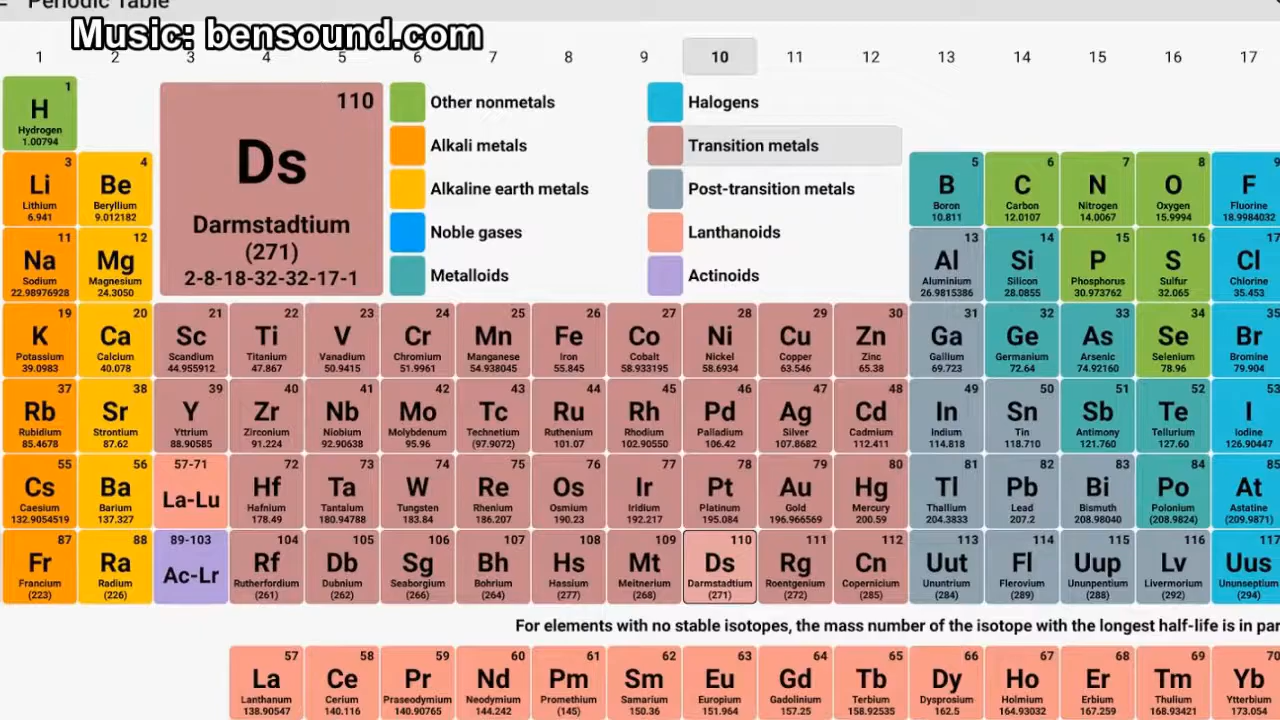 Periodic Table
Music: bensound.com
1 2 3 4 5 6 7 8 9 10 11 12 13 14 15 16 17
1
H
Hydrogen
1.00794
110
Ds
Darmstadtium
(271)
2-8-18-32-32-17-1
Other nonmetals
Alkali metals
Alkaline earth metals
Noble gases
Metalloids
Halogens
Transition metals
Post-transition metals
Lanthanoids
Actinoids
3 4 5 6 7 8 9
Li Be B C N O F
Lithium Beryllium Boron Carbon Nitrogen Oxygen Fluorine
6.941 9.012182 10.811 12.0107 14.0067 15.9994 18.9984032
11 12 13 14 15 16 17
Na Mg Al Si P S Cl
Sodium Magnesium Aluminium Silicon Phosphorus Sulfur Chlorine
22.98976928 24.3050 26.9815386 28.0855 30.973762 32.065 35.453
19 20 21 22 23 24 25 26 27 28 29 30 31 32 33 34 35
K Ca Sc Ti V Cr Mn Fe Co Ni Cu Zn Ga Ge As Se Br
Potassium Calcium Scandium Titanium Vanadium Chromium Manganese Iron Cobalt Nickel Copper Zinc Gallium Germanium Arsenic Selenium Bromine
39.0983 40.078 44.955912 47.867 50.9415 51.9961 54.938045 55.845 58.933195 58.6934 63.546 65.38 69.723 72.64 74.92160 78.96 79.904
37 38 39 40 41 42 43 44 45 46 47 48 49 50 51 52 53
Rb Sr Y Zr Nb Mo Tc Ru Rh Pd Ag Cd In Sn Sb Te I
Rubidium Strontium Yttrium Zirconium Niobium Molybdenum Technetium Ruthenium Rhodium Palladium Silver Cadmium Indium Tin Antimony Tellurium Iodine
85.4678 87.62 88.90585 91.224 92.90638 95.96 (97.9072) 101.07 102.90550 106.42 107.8682 112.411 114.818 118.710 121.760 127.60 126.90447
55 56 57-71 72 73 74 75 76 77 78 79 80 81 82 83 84 85
Cs Ba La-Lu Hf Ta W Re Os Ir Pt Au Hg Tl Pb Bi Po At
Caesium Barium Hafnium Tantalum Tungsten Rhenium Osmium Iridium Platinum Gold Mercury Thallium Lead Bismuth Polonium Astatine
132.9054519 137.327 178.49 180.94788 183.84 186.207 190.23 192.217 195.084 196.966569 200.59 204.3833 207.2 208.98040 (208.9824) (209.9871)
87 88 89-103 104 105 106 107 108 109 110 111 112 113 114 115 116 117
Fr Ra Ac-Lr Rf Db Sg Bh Hs Mt Ds Rg Cn Uut Fl Uup Lv Uus
Francium Radium Rutherfordium Dubnium Seaborgium Bohrium Hassium Meitnerium Darmstadtium Roentgenium Copernicium Ununtrium Flerovium Ununpentium Livermorium Ununseptium
(223) (226) (261) (262) (266) (264) (277) (268) (271) (272) (285) (284) (289) (288) (292) (294)
For elements with no stable isotopes, the mass number of the isotope with the longest half-life is in par
57 58 59 60 61 62 63 64 65 66 67 68 69 70
La Ce Pr Nd Pm Sm Eu Gd Tb Dy Ho Er Tm Yb
Lanthanum Cerium Praseodymium Neodymium Promethium Samarium Europium Gadolinium Terbium Dysprosium Holmium Erbium Thulium Ytterbium
138.90547 140.116 140.90765 144.242 (145) 150.36 151.964 157.25 158.92535 162.5 164.93032 167.259 168.93421 173.054